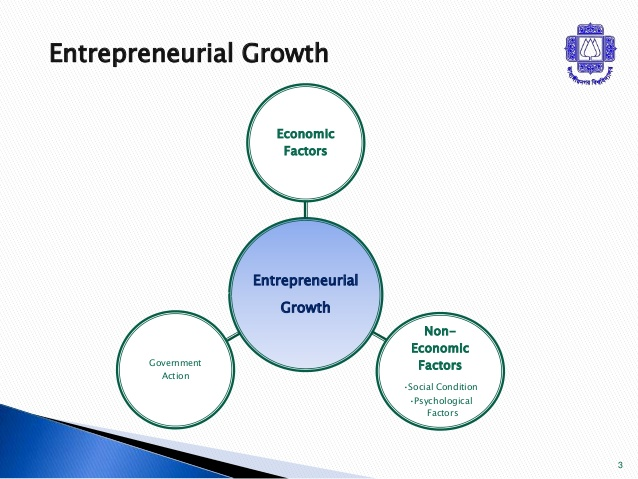 Entrepreneurial Growth
Economic
Factors
Entrepreneurial
Growth
Government
Action
Non-
Economic
Factors
•Social Condition
•Psychological
Factors
3